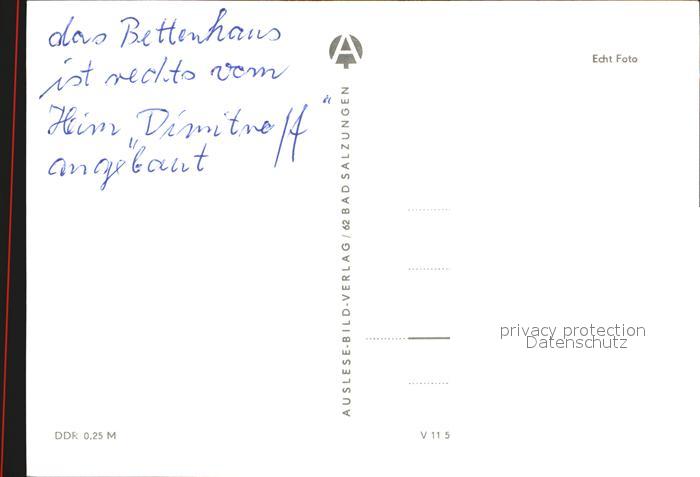 das Bettenhaus
ist rechts vom
Heim „Dimitroff“
angebaut
Echt Foto
AUSLESE-BILD-VERLAG / 62 BAD SALZUNGEN
privacy protection
Datenschutz
DDR 0,25 M
V 11 5